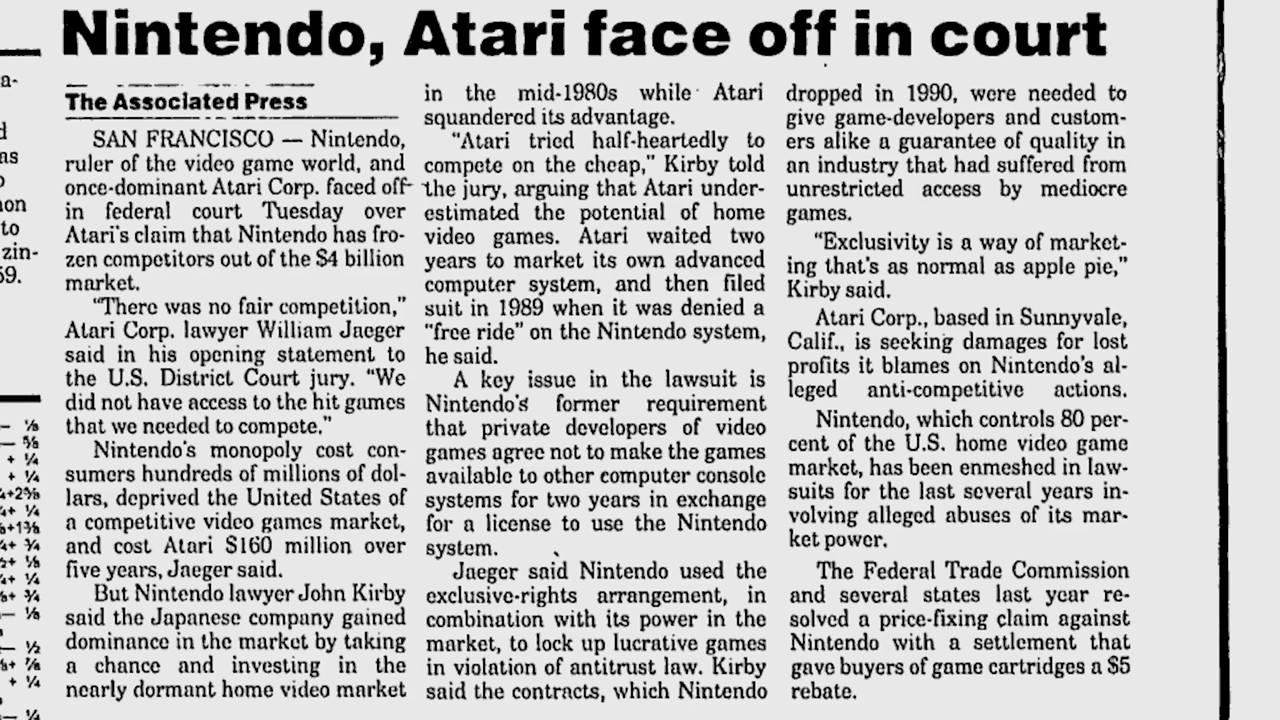 Nintendo, Atari face off in court
a-
d
as
o
non
to
zin-
59.
— ⅛
— ⅝
+ ¼
+ ¼
The Associated Press
SAN FRANCISCO — Nintendo,
ruler of the video game world, and
once-dominant Atari Corp. faced off
in federal court Tuesday over
Atari's claim that Nintendo has fro-
zen competitors out of the $4 billion
market.
"There was no fair competition,"
Atari Corp. lawyer William Jaeger
said in his opening statement to
the U.S. District Court jury. "We
did not have access to the hit games
that we needed to compete."
Nintendo's monopoly cost con-
sumers hundreds of millions of dol-
lars, deprived the United States of
a competitive video games market,
and cost Atari $160 million over
five years, Jaeger said.
But Nintendo lawyer John Kirby
said the Japanese company gained
dominance in the market by taking
a chance and investing in the
nearly dormant home video market
in the mid-1980s while Atari
squandered its advantage.
"Atari tried half-heartedly to
compete on the cheap," Kirby told
the jury, arguing that Atari under-
estimated the potential of home
video games. Atari waited two
years to market its own advanced
computer system, and then filed
suit in 1989 when it was denied a
"free ride" on the Nintendo system,
he said.
A key issue in the lawsuit is
Nintendo's former requirement
that private developers of video
games agree not to make the games
available to other computer console
systems for two years in exchange
for a license to use the Nintendo
system.
Jaeger said Nintendo used the
exclusive-rights arrangement, in
combination with its power in the
market, to lock up lucrative games
in violation of antitrust law. Kirby
said the contracts, which Nintendo
dropped in 1990, were needed to
give game-developers and custom-
ers alike a guarantee of quality in
an industry that had suffered from
unrestricted access by mediocre
games.
"Exclusivity is a way of market-
ing that's as normal as apple pie,"
Kirby said.
Atari Corp., based in Sunnyvale,
Calif., is seeking damages for lost
profits it blames on Nintendo's al-
leged anti-competitive actions.
Nintendo, which controls 80 per-
cent of the U.S. home video game
market, has been enmeshed in law-
suits for the last several years in-
volving alleged abuses of its mar-
ket power.
The Federal Trade Commission
and several states last year re-
solved a price-fixing claim against
Nintendo with a settlement that
gave buyers of game cartridges a $5
rebate.